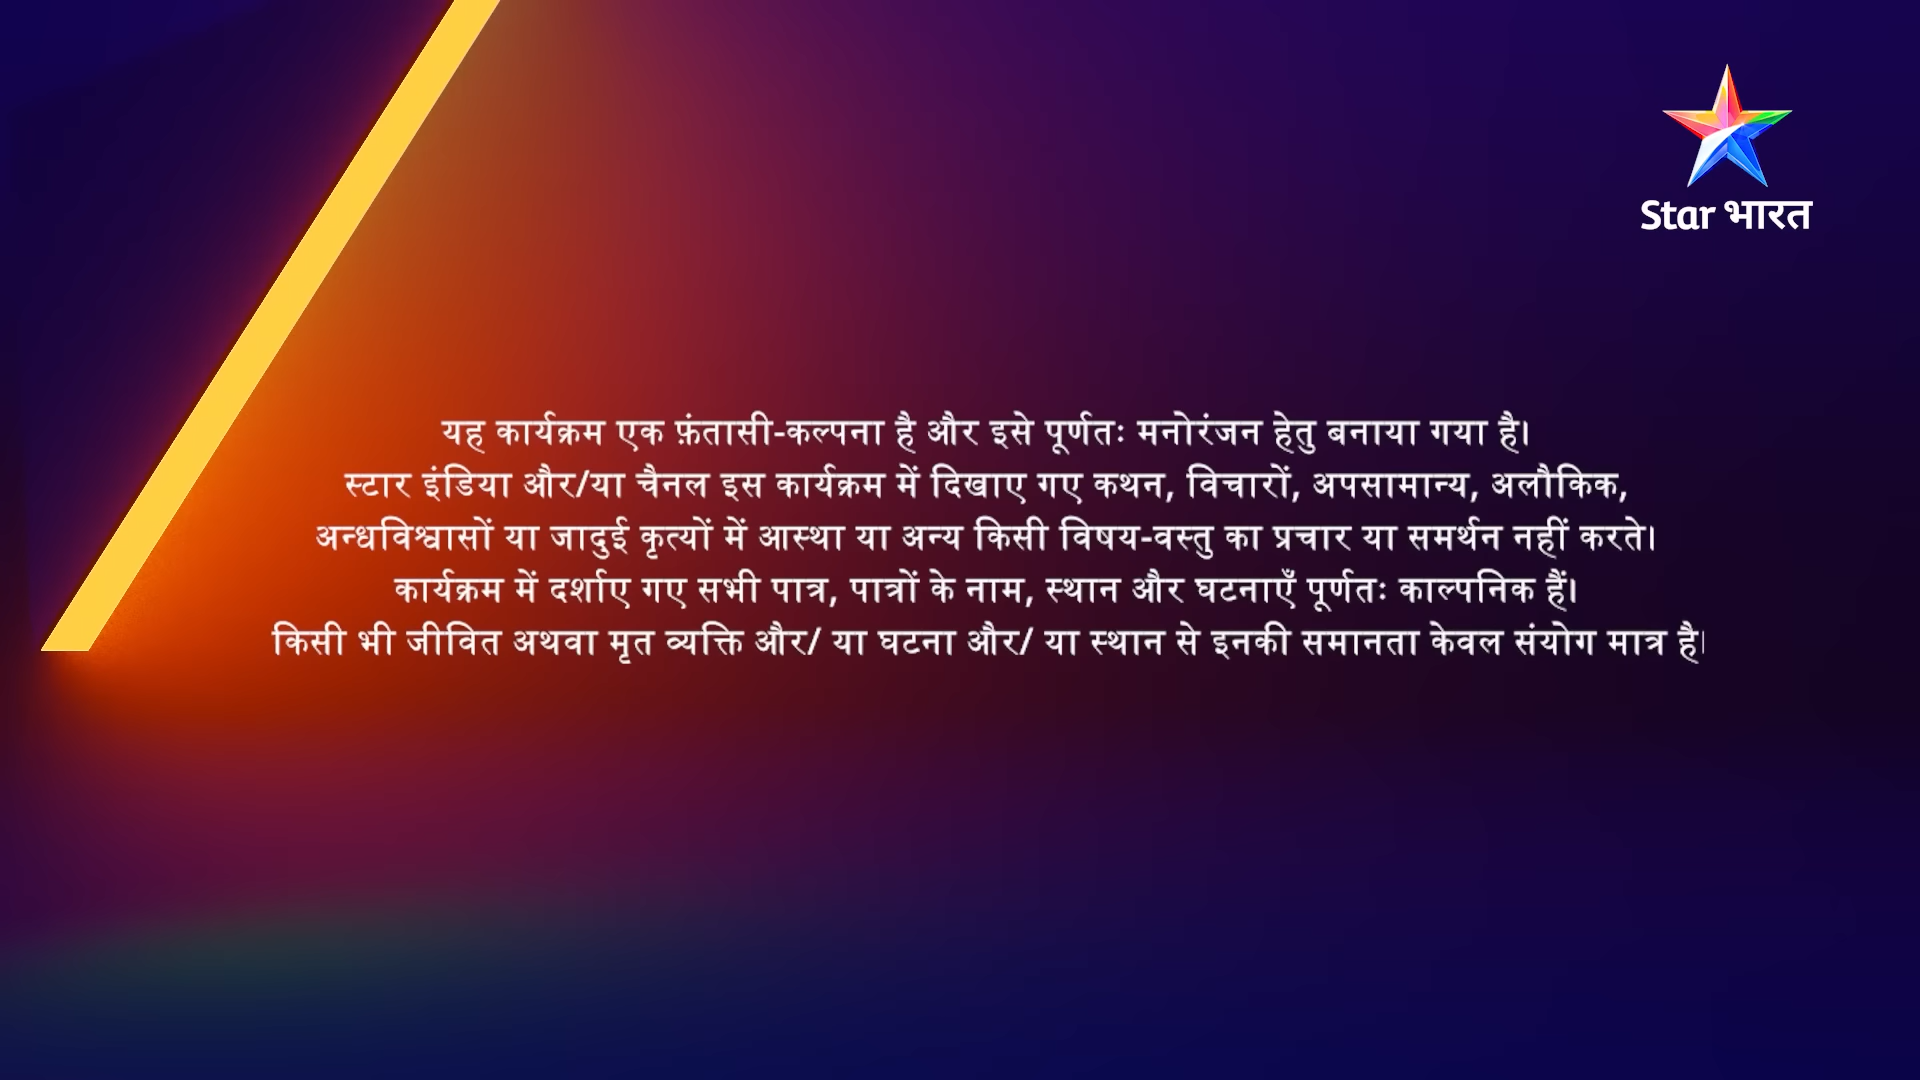 Star भारत
यह कार्यक्रम एक फ़ंतासी-कल्पना है और इसे पूर्णतः मनोरंजन हेतु बनाया गया है।
स्टार इंडिया और/या चैनल इस कार्यक्रम में दिखाए गए कथन, विचारों, अपसामान्य, अलौकिक,
अन्धविश्वासों या जादुई कृत्यों में आस्था या अन्य किसी विषय-वस्तु का प्रचार या समर्थन नहीं करते।
कार्यक्रम में दर्शाए गए सभी पात्र, पात्रों के नाम, स्थान और घटनाएँ पूर्णतः काल्पनिक हैं।
किसी भी जीवित अथवा मृत व्यक्ति और/ या घटना और/ या स्थान से इनकी समानता केवल संयोग मात्र है।